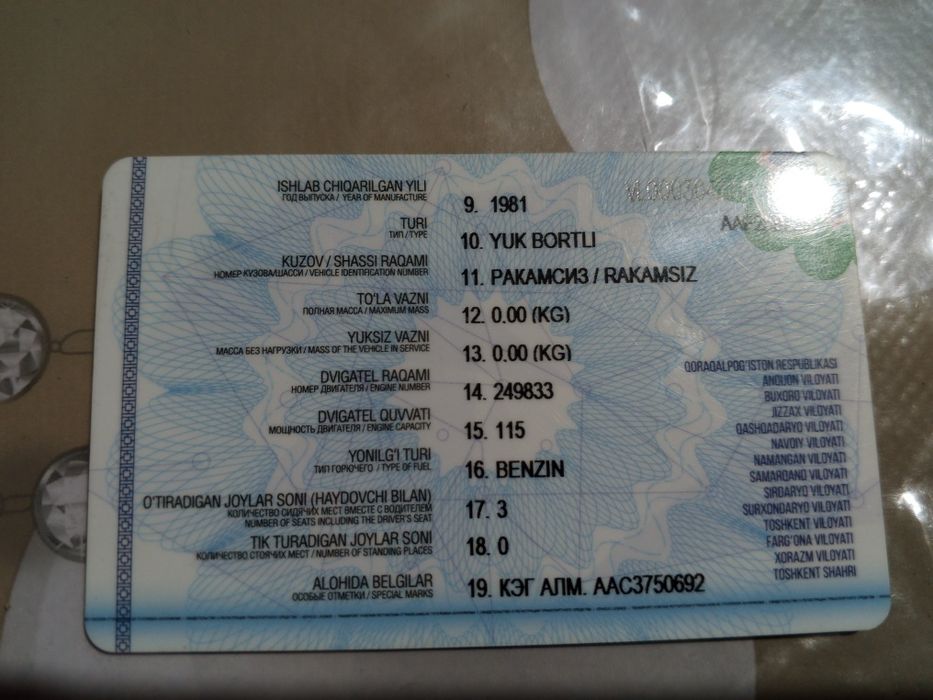 ISHLAB CHIQARILGAN YILI
ГОД ВЫПУСКА / YEAR OF MANUFACTURE
9. 1981
TURI
ТИП / TYPE
10. YUK BORTLI
KUZOV / SHASSI RAQAMI
НОМЕР КУЗОВА/ШАССИ / VEHICLE IDENTIFICATION NUMBER
11. РАКАМСИЗ / RAKAMSIZ
TO'LA VAZNI
ПОЛНАЯ МАССА / MAXIMUM MASS
12. 0.00 (KG)
YUKSIZ VAZNI
МАССА БЕЗ НАГРУЗКИ / MASS OF THE VEHICLE IN SERVICE
13. 0.00 (KG)
DVIGATEL RAQAMI
НОМЕР ДВИГАТЕЛЯ / ENGINE NUMBER
14. 249833
DVIGATEL QUVVATI
МОЩНОСТЬ ДВИГАТЕЛЯ / ENGINE CAPACITY
15. 115
YONILG'I TURI
ТИП ГОРЮЧЕГО / TYPE OF FUEL
16. BENZIN
O'TIRADIGAN JOYLAR SONI (HAYDOVCHI BILAN)
КОЛИЧЕСТВО СИДЯЧИХ МЕСТ ВМЕСТЕ С ВОДИТЕЛЕМ
NUMBER OF SEATS INCLUDING THE DRIVER'S SEAT
17. 3
TIK TURADIGAN JOYLAR SONI
КОЛИЧЕСТВО СТОЯЧИХ МЕСТ / NUMBER OF STANDING PLACES
18. 0
ALOHIDA BELGILAR
ОСОБЫЕ ОТМЕТКИ / SPECIAL MARKS
19. КЭГ АЛМ. ААС3750692
QORAQALPOG'ISTON RESPUBLIKASI
ANDIJON VILOYATI
BUXORO VILOYATI
JIZZAX VILOYATI
QASHQADARYO VILOYATI
NAVOIY VILOYATI
NAMANGAN VILOYATI
SAMARQAND VILOYATI
SIRDARYO VILOYATI
SURXONDARYO VILOYATI
TOSHKENT VILOYATI
FARG'ONA VILOYATI
XORAZM VILOYATI
TOSHKENT SHAHRI